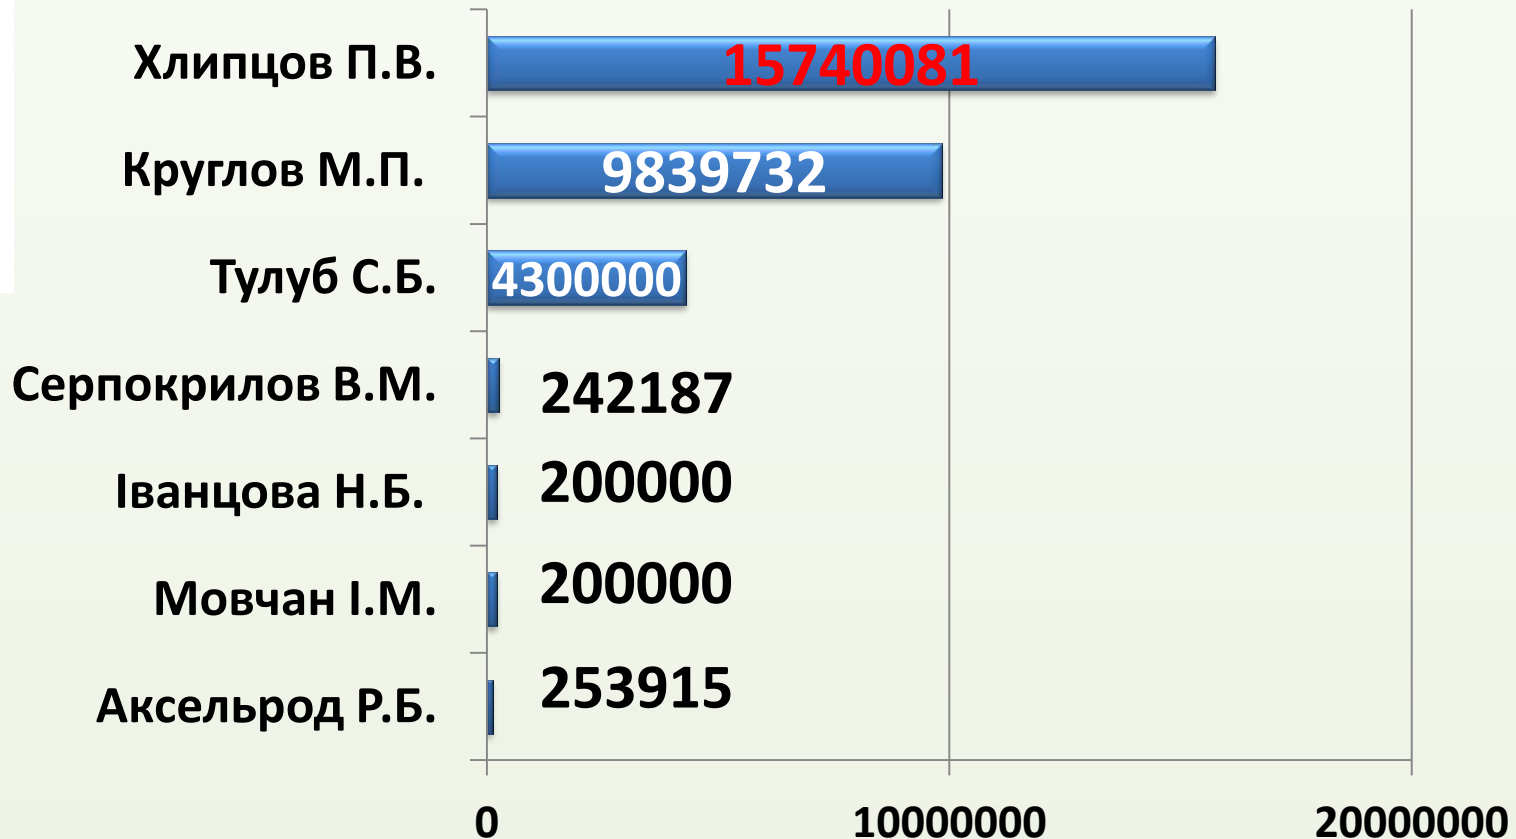 Хлипцов П.В. 15740081
Круглов М.П. 9839732
Тулуб С.Б. 4300000
Серпокрилов В.М. 242187
Іванцова Н.Б. 200000
Мовчан І.М. 200000
Аксельрод Р.Б. 253915
0 10000000 20000000